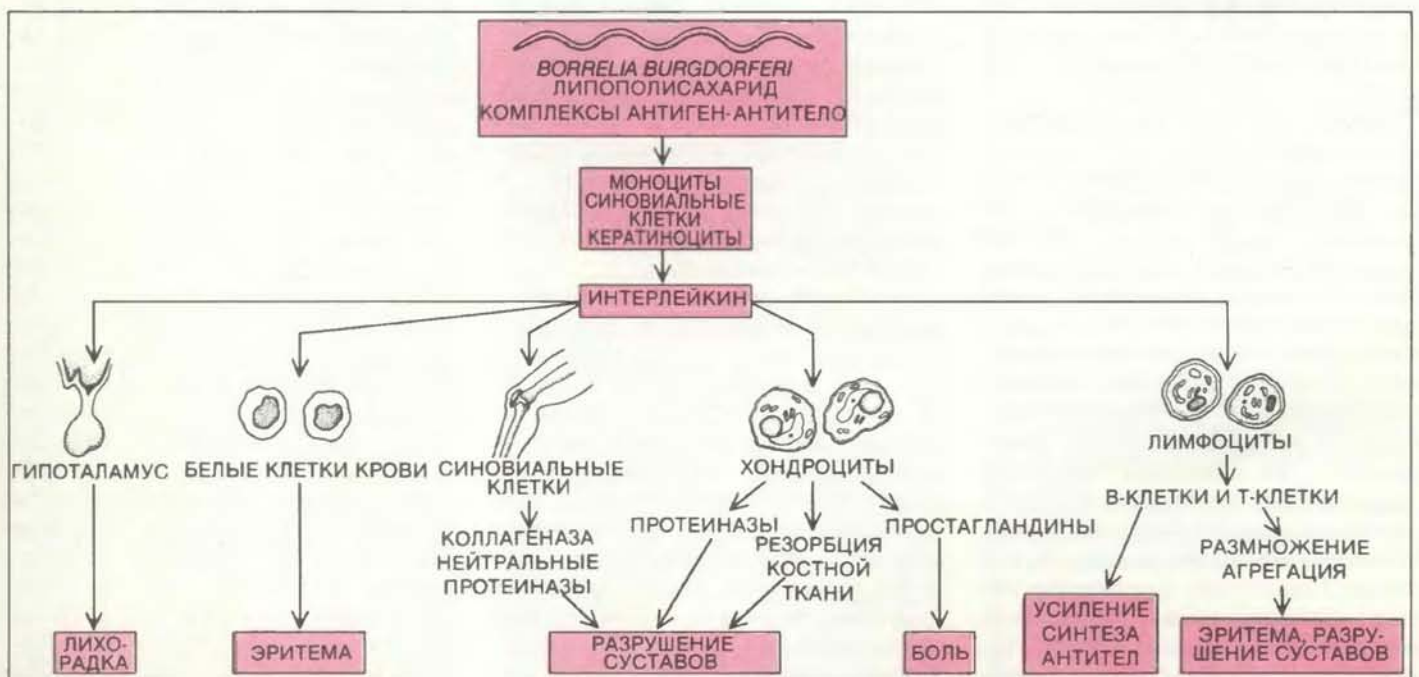 BORRELIA BURGDORFERI
ЛИПОПОЛИСАХАРИД
КОМПЛЕКСЫ АНТИГЕН-АНТИТЕЛО
МОНОЦИТЫ
СИНОВИАЛЬНЫЕ
КЛЕТКИ
КЕРАТИНОЦИТЫ
ИНТЕРЛЕЙКИН
ГИПОТАЛАМУС
БЕЛЫЕ КЛЕТКИ КРОВИ
СИНОВИАЛЬНЫЕ
КЛЕТКИ
ХОНДРОЦИТЫ
ЛИМФОЦИТЫ
КОЛЛАГЕНАЗА
НЕЙТРАЛЬНЫЕ
ПРОТЕИНАЗЫ
ПРОТЕИНАЗЫ
РЕЗОРБЦИЯ
КОСТНОЙ
ТКАНИ
ПРОСТАГЛАНДИНЫ
В-КЛЕТКИ И Т-КЛЕТКИ
РАЗМНОЖЕНИЕ
АГРЕГАЦИЯ
ЛИХО-
РАДКА
ЭРИТЕМА
РАЗРУШЕНИЕ
СУСТАВОВ
БОЛЬ
УСИЛЕНИЕ
СИНТЕЗА
АНТИТЕЛ
ЭРИТЕМА, РАЗРУ-
ШЕНИЕ СУСТАВОВ